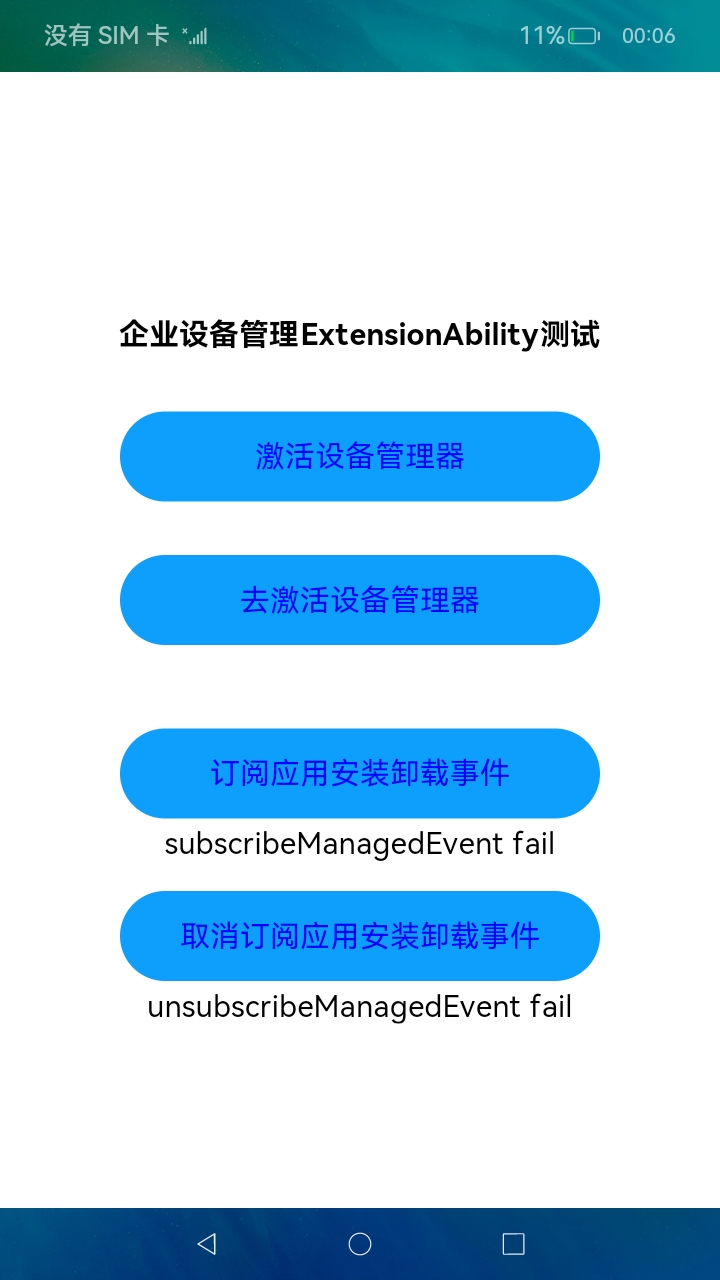 没有 SIM 卡 11% 00:06
企业设备管理ExtensionAbility测试
激活设备管理器
去激活设备管理器
订阅应用安装卸载事件
subscribeManagedEvent fail
取消订阅应用安装卸载事件
unsubscribeManagedEvent fail